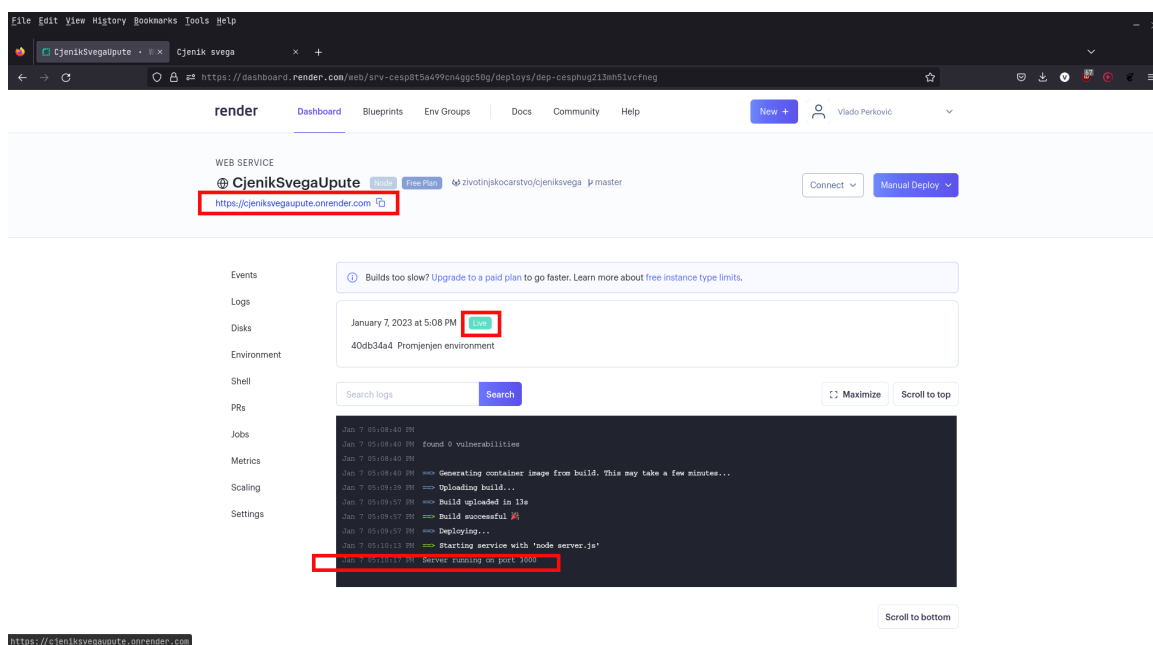 File Edit View History Bookmarks Tools Help
CjenikSvegaUpute · Cjenik svega
https://dashboard.render.com/web/srv-cesp8t5a499cn4ggc50g/deploys/dep-cesphug2i3mh51vcfneg
render Dashboard Blueprints Env Groups Docs Community Help New + Vlado Perković
WEB SERVICE
CjenikSvegaUpute Node Free Plan zivotinjskocarstvo/cjeniksvega master
Connect Manual Deploy
https://cjeniksvegaupute.onrender.com
Events
Logs
Disks
Environment
Shell
PRs
Jobs
Metrics
Scaling
Settings
Builds too slow? Upgrade to a paid plan to go faster. Learn more about free instance type limits.
January 7, 2023 at 5:08 PM Live
40db34a4 Promjenjen environment
Search logs Search Maximize Scroll to top
Jan 7 05:08:40 PM
Jan 7 05:08:40 PM found 0 vulnerabilities
Jan 7 05:08:40 PM
Jan 7 05:08:40 PM ==> Generating container image from build. This may take a few minutes...
Jan 7 05:09:39 PM ==> Uploading build...
Jan 7 05:09:57 PM ==> Build uploaded in 13s
Jan 7 05:09:57 PM ==> Build successful 🎉
Jan 7 05:09:57 PM ==> Deploying...
Jan 7 05:10:13 PM ==> Starting service with 'node server.js'
Jan 7 05:10:17 PM Server running on port 3000
Scroll to bottom
https://cjeniksvegaupute.onrender.com